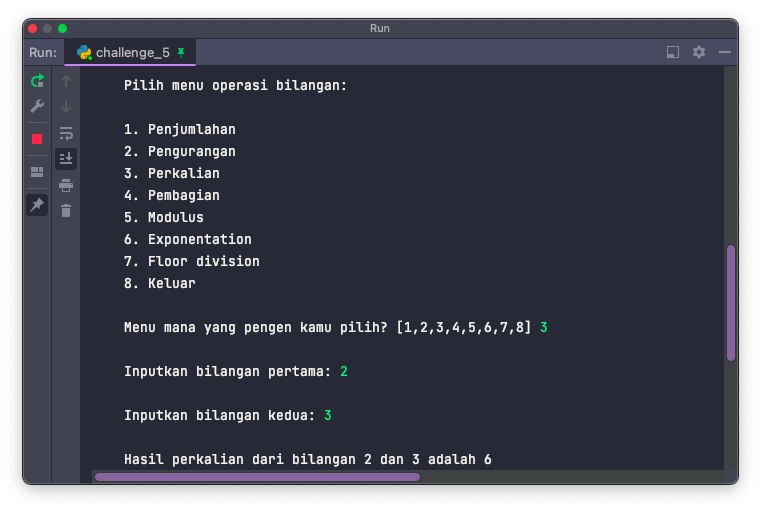 Run
Run: challenge_5
Pilih menu operasi bilangan:
1. Penjumlahan
2. Pengurangan
3. Perkalian
4. Pembagian
5. Modulus
6. Exponentation
7. Floor division
8. Keluar
Menu mana yang pengen kamu pilih? [1,2,3,4,5,6,7,8] 3
Inputkan bilangan pertama: 2
Inputkan bilangan kedua: 3
Hasil perkalian dari bilangan 2 dan 3 adalah 6